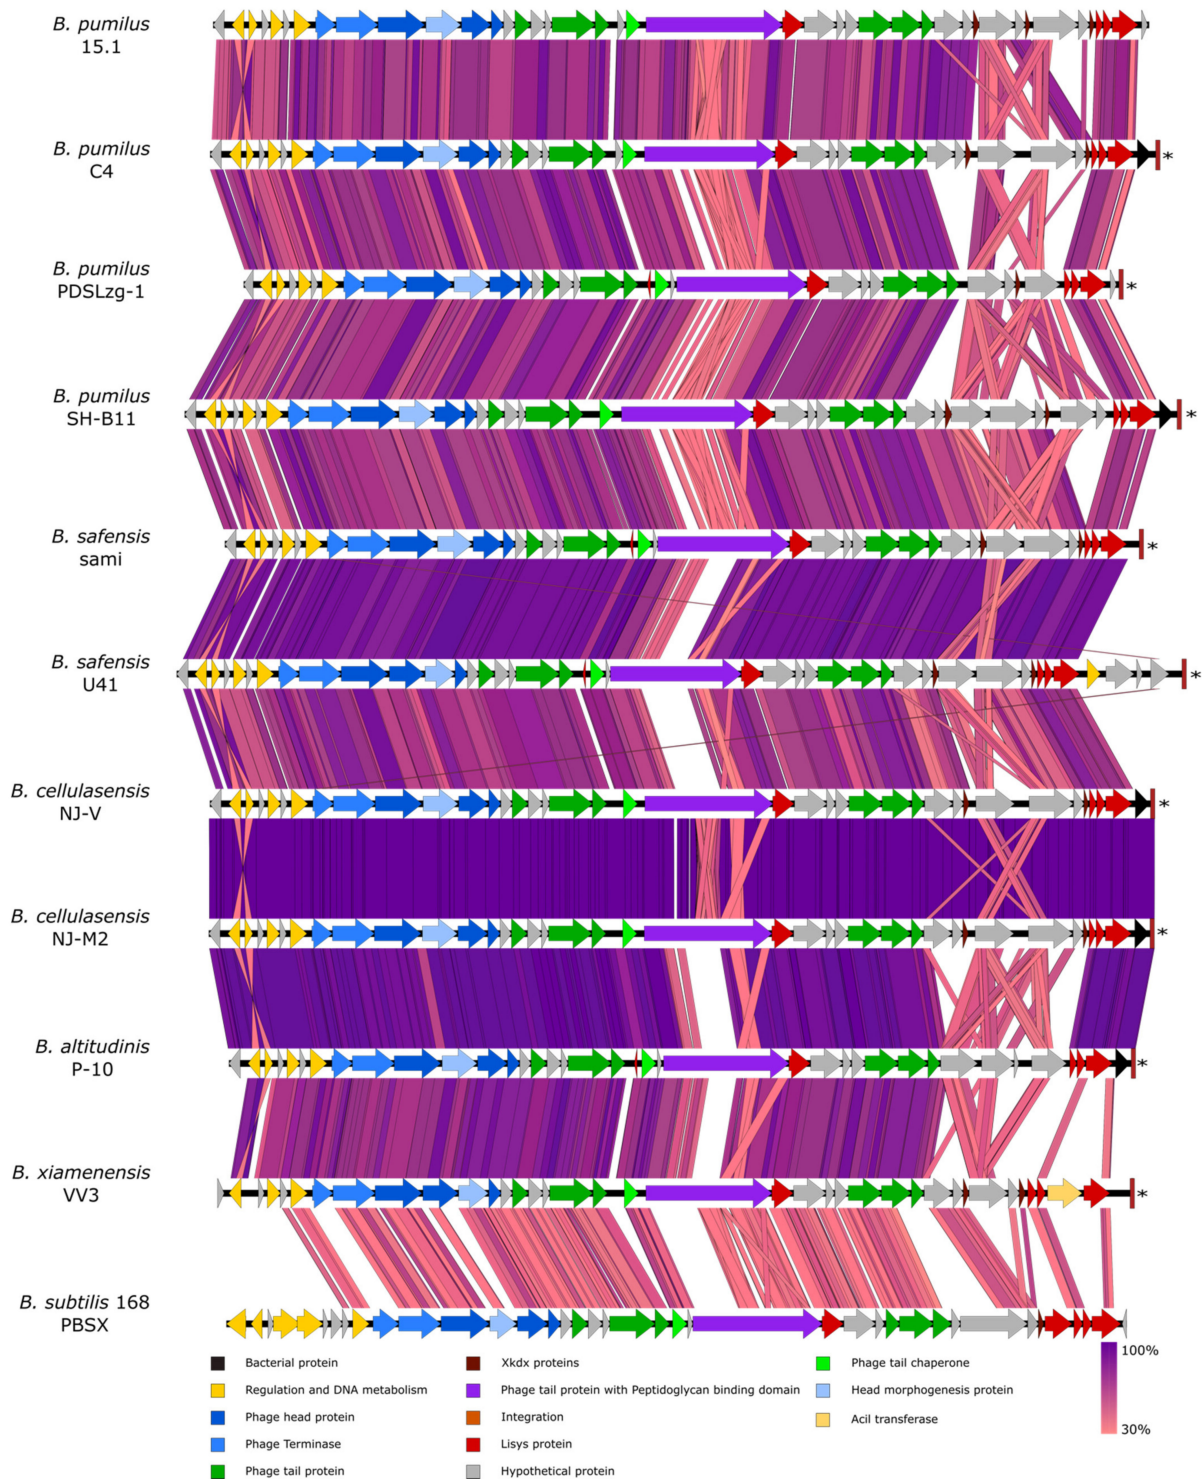 B. pumilus
15.1
B. pumilus
C4
*
B. pumilus
PDSLzg-1
*
B. pumilus
SH-B11
*
B. safensis
sami
*
B. safensis
U41
*
B. cellulasensis
NJ-V
*
B. cellulasensis
NJ-M2
*
B. altitudinis
P-10
*
B. xiamenensis
VV3
*
B. subtilis 168
PBSX
Bacterial protein
Regulation and DNA metabolism
Phage head protein
Phage Terminase
Phage tail protein
Xkdx proteins
Phage tail protein with Peptidoglycan binding domain
Integration
Lisys protein
Hypothetical protein
Phage tail chaperone
Head morphogenesis protein
Acil transferase
100%
30%